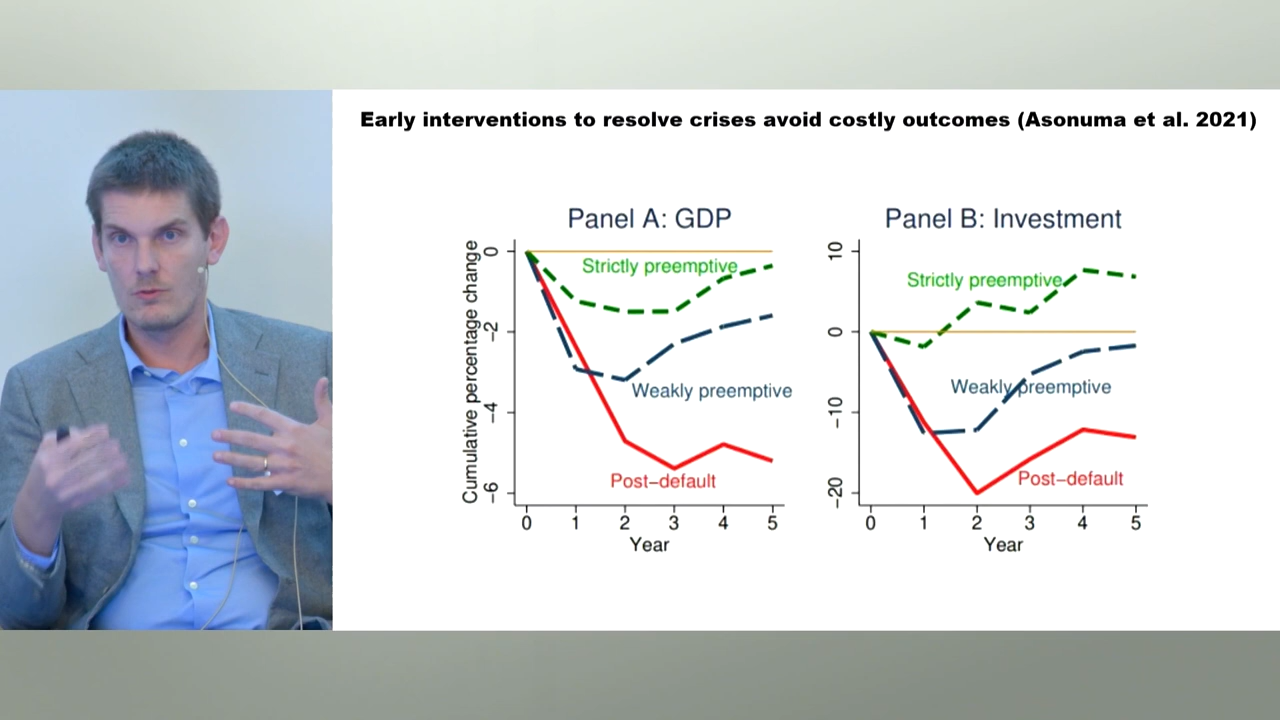 Early interventions to resolve crises avoid costly outcomes (Asonuma et al. 2021)
Panel A: GDP
Cumulative percentage change
0
−2
−4
−6
Strictly preemptive
Weakly preemptive
Post−default
0 1 2 3 4 5
Year
Panel B: Investment
10
0
−10
−20
Strictly preemptive
Weakly preemptive
Post−default
0 1 2 3 4 5
Year